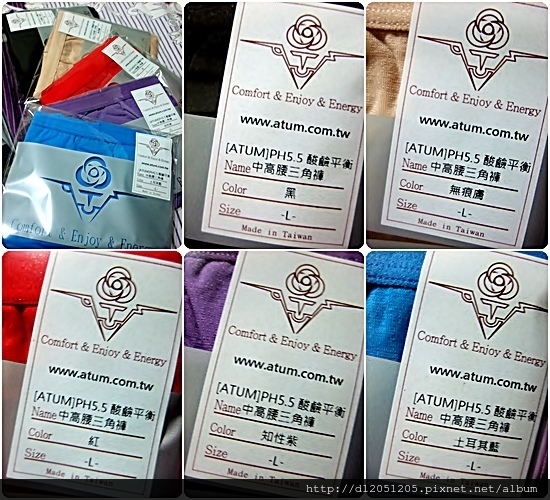 Comfort & Enjoy & Energy
Comfort & Enjoy & Energy
www.atum.com.tw
[ATUM]PH5.5 酸鹼平衡
Name 中高腰三角褲
Color 黑
Size -L-
Made in Taiwan
Comfort & Enjoy & Energy
www.atum.com.tw
[ATUM]PH5.5 酸鹼平衡
Name 中高腰三角褲
Color 無痕膚
Size -L-
Made in Taiwan
Comfort & Enjoy & Energy
www.atum.com.tw
[ATUM]PH5.5 酸鹼平衡
Name 中高腰三角褲
Color 紅
Size -L-
Made in Taiwan
Comfort & Enjoy & Energy
www.atum.com.tw
[ATUM]PH5.5 酸鹼平衡
Name 中高腰三角褲
Color 知性紫
Size -L-
Comfort & Enjoy & Energy
www.atum.com.tw
[ATUM]PH5.5 酸鹼平衡
Name 中高腰三角褲
Color 土耳其藍
Size -L-
http://d12051205.pixnet.net/album